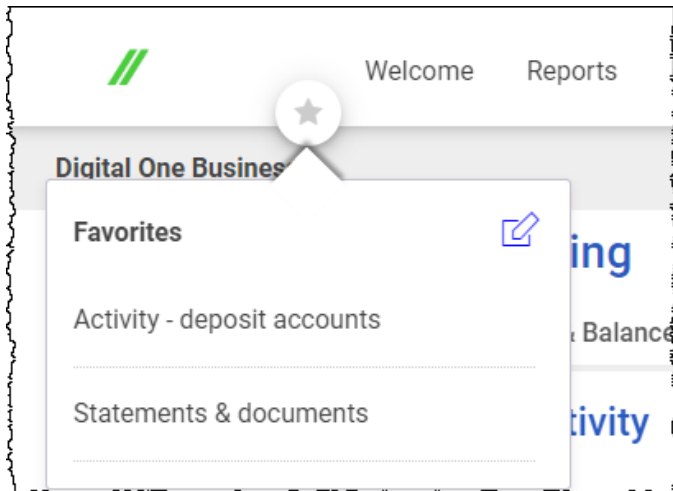 Welcome Reports
Digital One Busines
Favorites
ing
Activity - deposit accounts
& Balance
Statements & documents
tivity